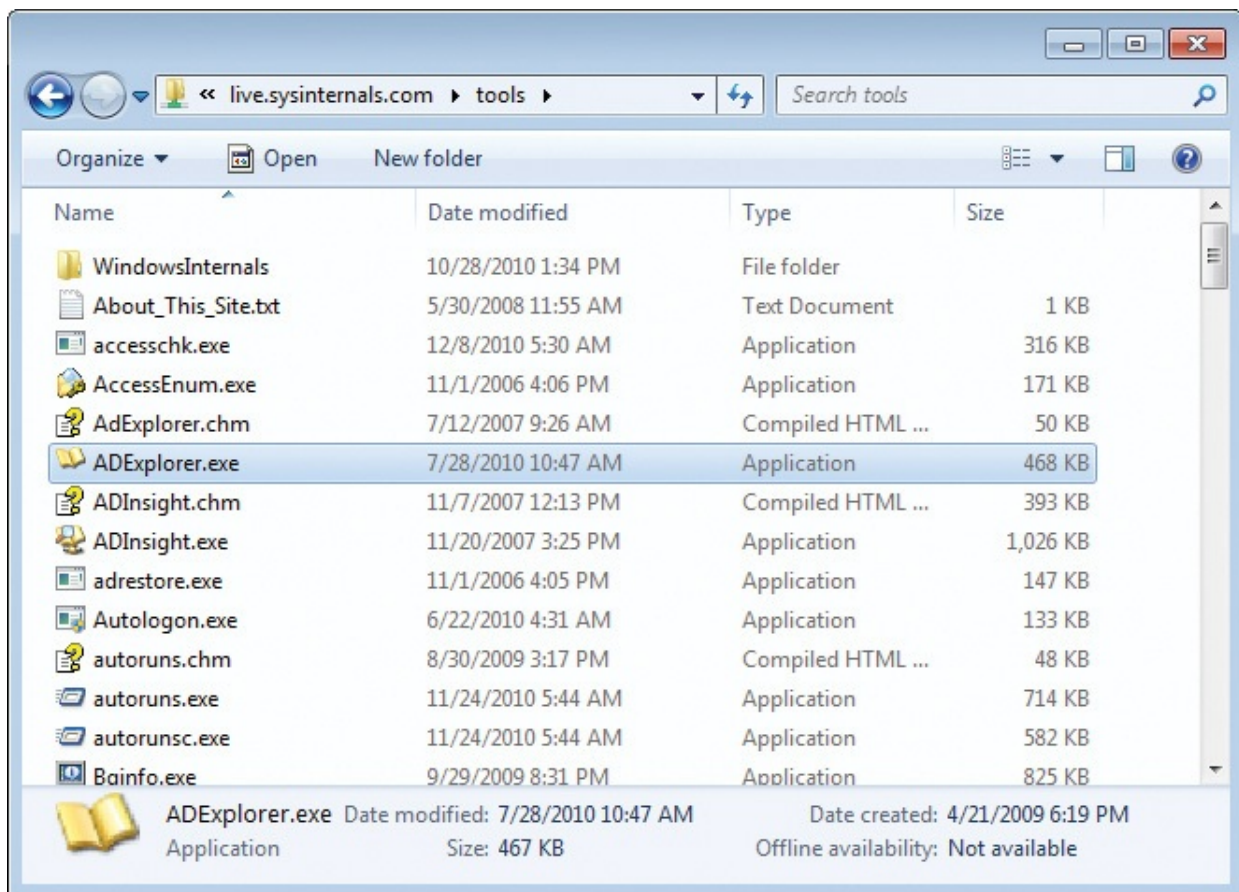 « live.sysinternals.com ▸ tools ▸ Search tools
Organize Open New folder
Name Date modified Type Size
WindowsInternals 10/28/2010 1:34 PM File folder
About_This_Site.txt 5/30/2008 11:55 AM Text Document 1 KB
accesschk.exe 12/8/2010 5:30 AM Application 316 KB
AccessEnum.exe 11/1/2006 4:06 PM Application 171 KB
AdExplorer.chm 7/12/2007 9:26 AM Compiled HTML ... 50 KB
ADExplorer.exe 7/28/2010 10:47 AM Application 468 KB
ADInsight.chm 11/7/2007 12:13 PM Compiled HTML ... 393 KB
ADInsight.exe 11/20/2007 3:25 PM Application 1,026 KB
adrestore.exe 11/1/2006 4:05 PM Application 147 KB
Autologon.exe 6/22/2010 4:31 AM Application 133 KB
autoruns.chm 8/30/2009 3:17 PM Compiled HTML ... 48 KB
autoruns.exe 11/24/2010 5:44 AM Application 714 KB
autorunsc.exe 11/24/2010 5:44 AM Application 582 KB
Bginfo.exe 9/29/2009 8:31 PM Application 825 KB
ADExplorer.exe Date modified: 7/28/2010 10:47 AM Date created: 4/21/2009 6:19 PM
Application Size: 467 KB Offline availability: Not available